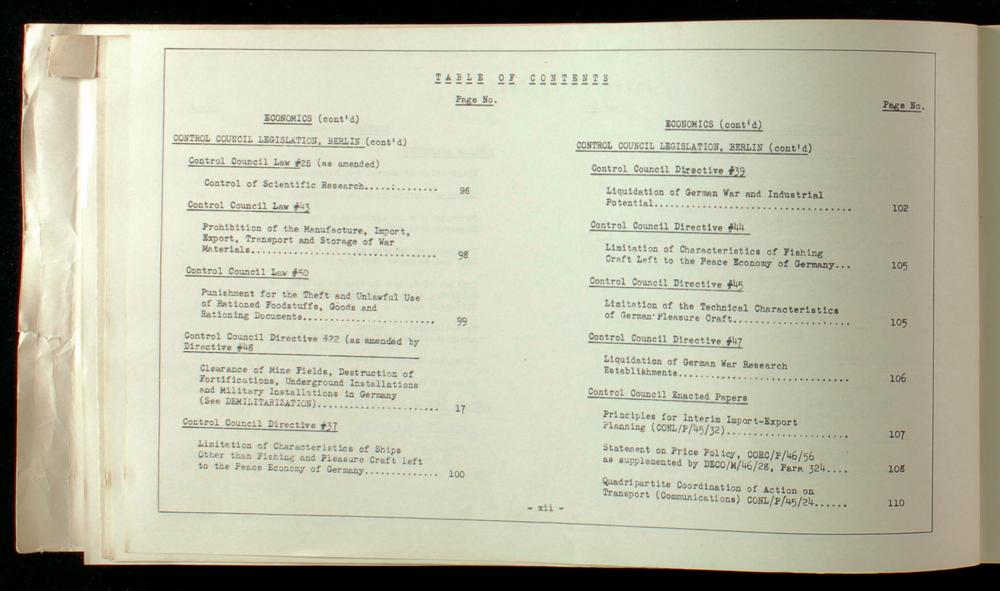 TABLE OF CONTENTS
Page No.
ECONOMICS (cont'd)
CONTROL COUNCIL LEGISLATION, BERLIN (cont'd)
Control Council Law #25 (as amended)
Control of Scientific Research.....:........ 96
Control Council Law #43
Prohibition of the Manufacture, Import,
Export, Transport and Storage of War
Materials................................. 98
Control Council Law #50
Punishment for the Theft and Unlawful Use
of Rationed Foodstuffs, Goods and
Rationing Documents....................... 99
Control Council Directive #22 (as amended by
Directive #48
Clearance of Mine Fields, Destruction of
Fortifications, Underground Installations
and Military Installations in Germany
(See DEMILITARIZATION)..................... 17
Control Council Directive #37
Limitation of Characteristics of Ships
Other than Fishing and Pleasure Craft left
to the Peace Economy of Germany............. 100
Page No.
ECONOMICS (cont'd)
CONTROL COUNCIL LEGISLATION, BERLIN (cont'd)
Control Council Directive #39
Liquidation of German War and Industrial
Potential................................... 102
Control Council Directive #44
Limitation of Characteristics of Fishing
Craft Left to the Peace Economy of Germany... 105
Control Council Directive #45
Limitation of the Technical Characteristics
of German Pleasure Craft.................... 105
Control Council Directive #47
Liquidation of German War Research
Establishments.............................. 106
Control Council Enacted Papers
Principles for Interim Import-Export
Planning (CONL/P/45/32)..................... 107
Statement on Price Policy, CORC/P/46/56
as supplemented by DECO/M/46/28, Para 324.... 108
Quadripartite Coordination of Action on
Transport (Communications) CONL/P/45/24...... 110
- xii -